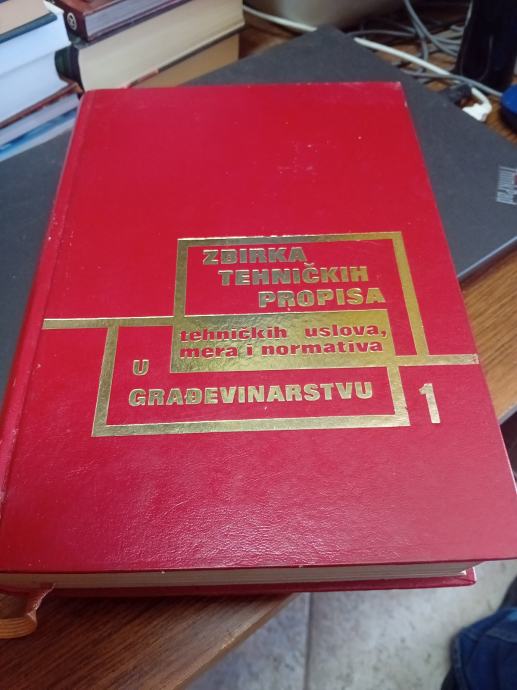 ZBIRKA
TEHNIČKIH
PROPISA
tehničkih uslova,
mera i normativa
U
GRAĐEVINARSTVU
1